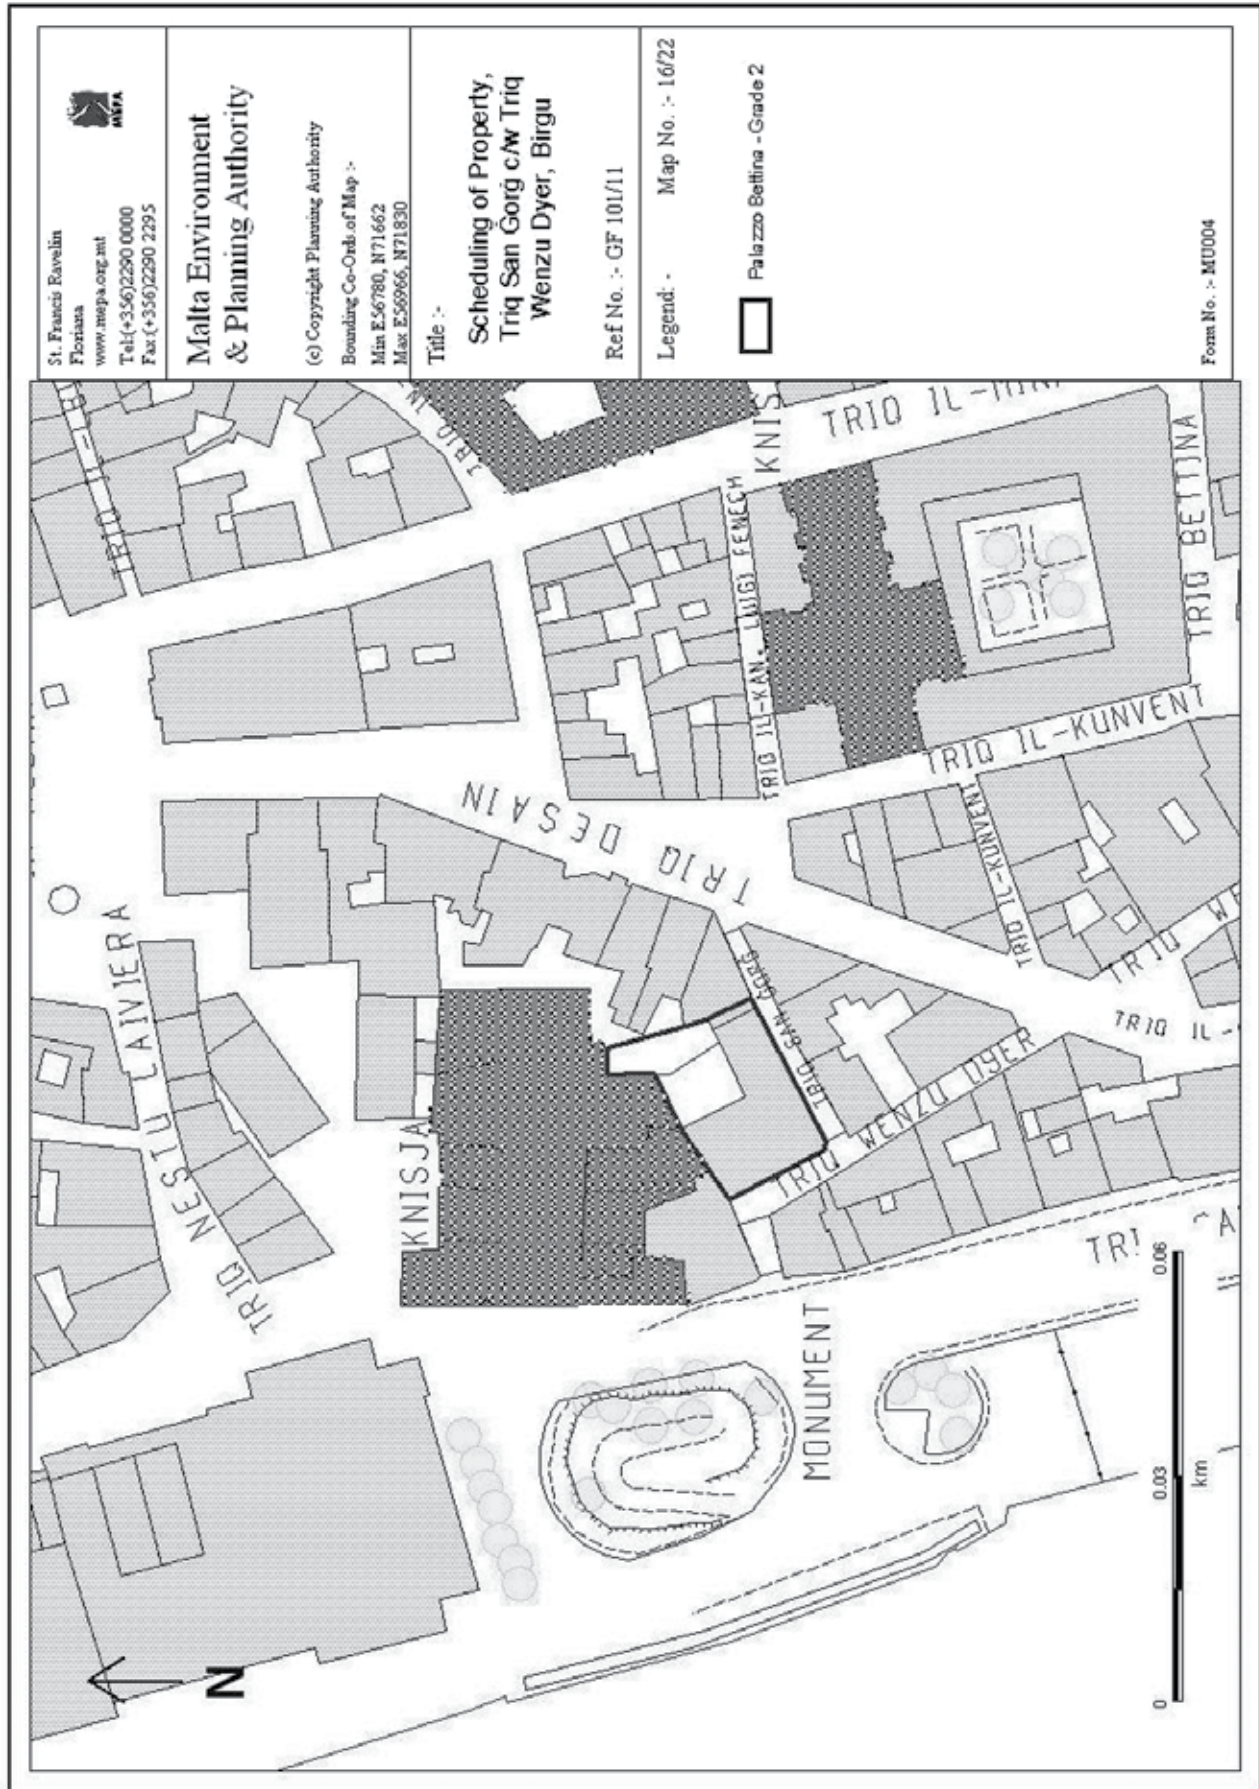 St. Francis Ravelin
Floriana
www.mepa.org.mt
Tel:(+356)2290 0000
Fax:(+356)2290 2295
MEPA
Malta Environment
& Planning Authority
(c) Copyright Planning Authority
Bounding Co-Ords.of Map :-
Min E56780, N71662
Max E56966, N71830
Title :-
Scheduling of Property,
Triq San Ġorġ c/w Triq
Wenzu Dyer, Birgu
Ref No. :- GF 101/11
Legend: -
Map No. :- 16/22
Palazzo Bettina - Grade 2
Form No. :- MU004
N
TRIQ NESTU LAIVIERA
KNISJA
TRIQ DESAIN
TRIQ SAN GORG
TRIQ WENZU DYER
MONUMENT
TRIQ IL-KAN. LUIGI FENECH
KNIS
TRIQ IL-
TRIQ IL-KUNVENT
TRIQ IL-KUNVENT
TRIQ BETTINA
TRIQ WE
TRIQ IL-
0
0.03
0.06
km